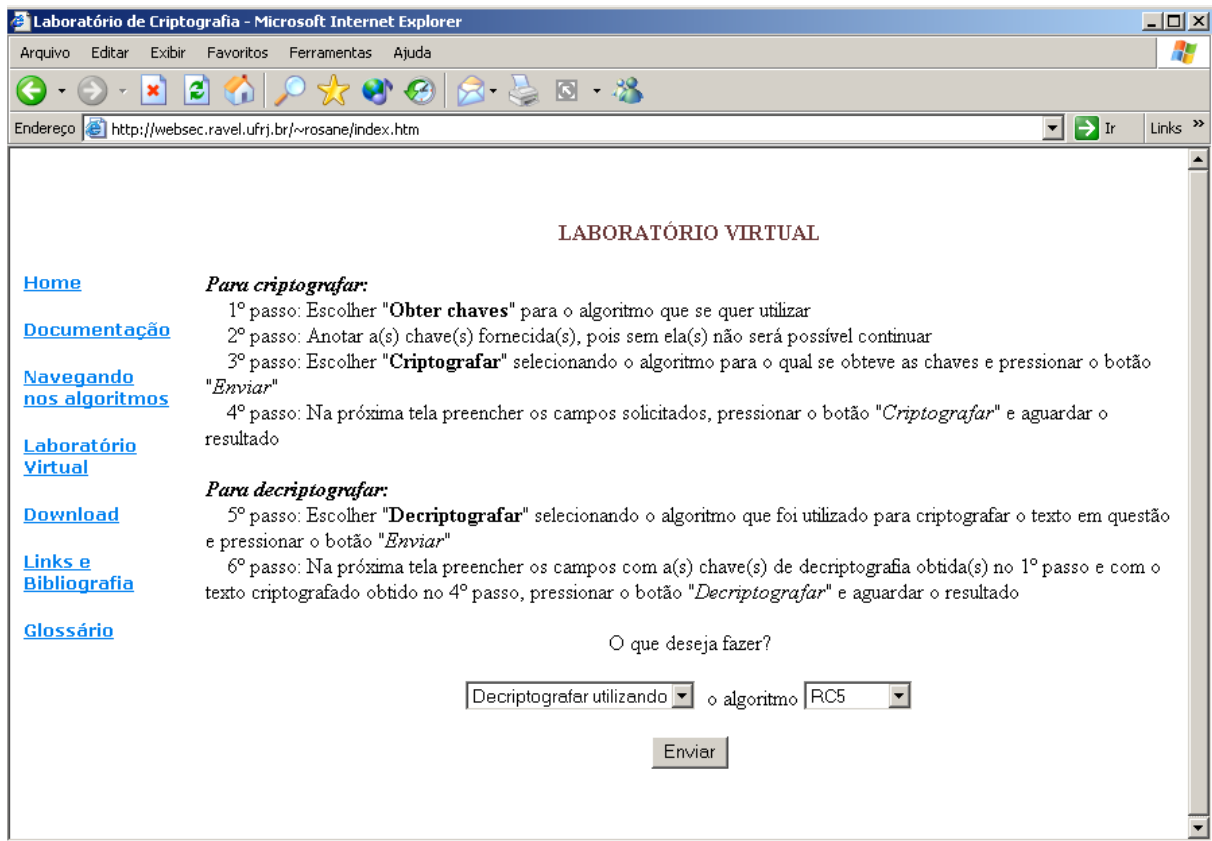 Laboratório de Criptografia - Microsoft Internet Explorer
Arquivo Editar Exibir Favoritos Ferramentas Ajuda
Endereço http://websec.ravel.ufrj.br/~rosane/index.htm Ir Links »
LABORATÓRIO VIRTUAL
Home
Documentação
Navegando
nos algoritmos
Laboratório
Virtual
Download
Links e
Bibliografia
Glossário
Para criptografar:
1º passo: Escolher "Obter chaves" para o algoritmo que se quer utilizar
2º passo: Anotar a(s) chave(s) fornecida(s), pois sem ela(s) não será possível continuar
3º passo: Escolher "Criptografar" selecionando o algoritmo para o qual se obteve as chaves e pressionar o botão
"Enviar"
4º passo: Na próxima tela preencher os campos solicitados, pressionar o botão "Criptografar" e aguardar o
resultado
Para decriptografar:
5º passo: Escolher "Decriptografar" selecionando o algoritmo que foi utilizado para criptografar o texto em questão
e pressionar o botão "Enviar"
6º passo: Na próxima tela preencher os campos com a(s) chave(s) de decriptografia obtida(s) no 1º passo e com o
texto criptografado obtido no 4º passo, pressionar o botão "Decriptografar" e aguardar o resultado
O que deseja fazer?
Decriptografar utilizando o algoritmo RC5
Enviar